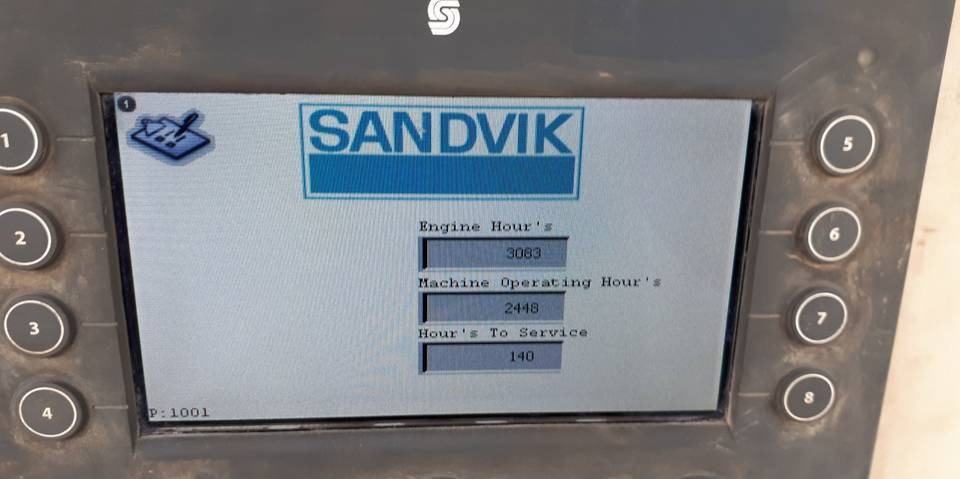 1
SANDVIK
Engine Hour's
3083
Machine Operating Hour's
2448
Hour's To Service
140
P:1001
1
2
3
4
5
6
7
8